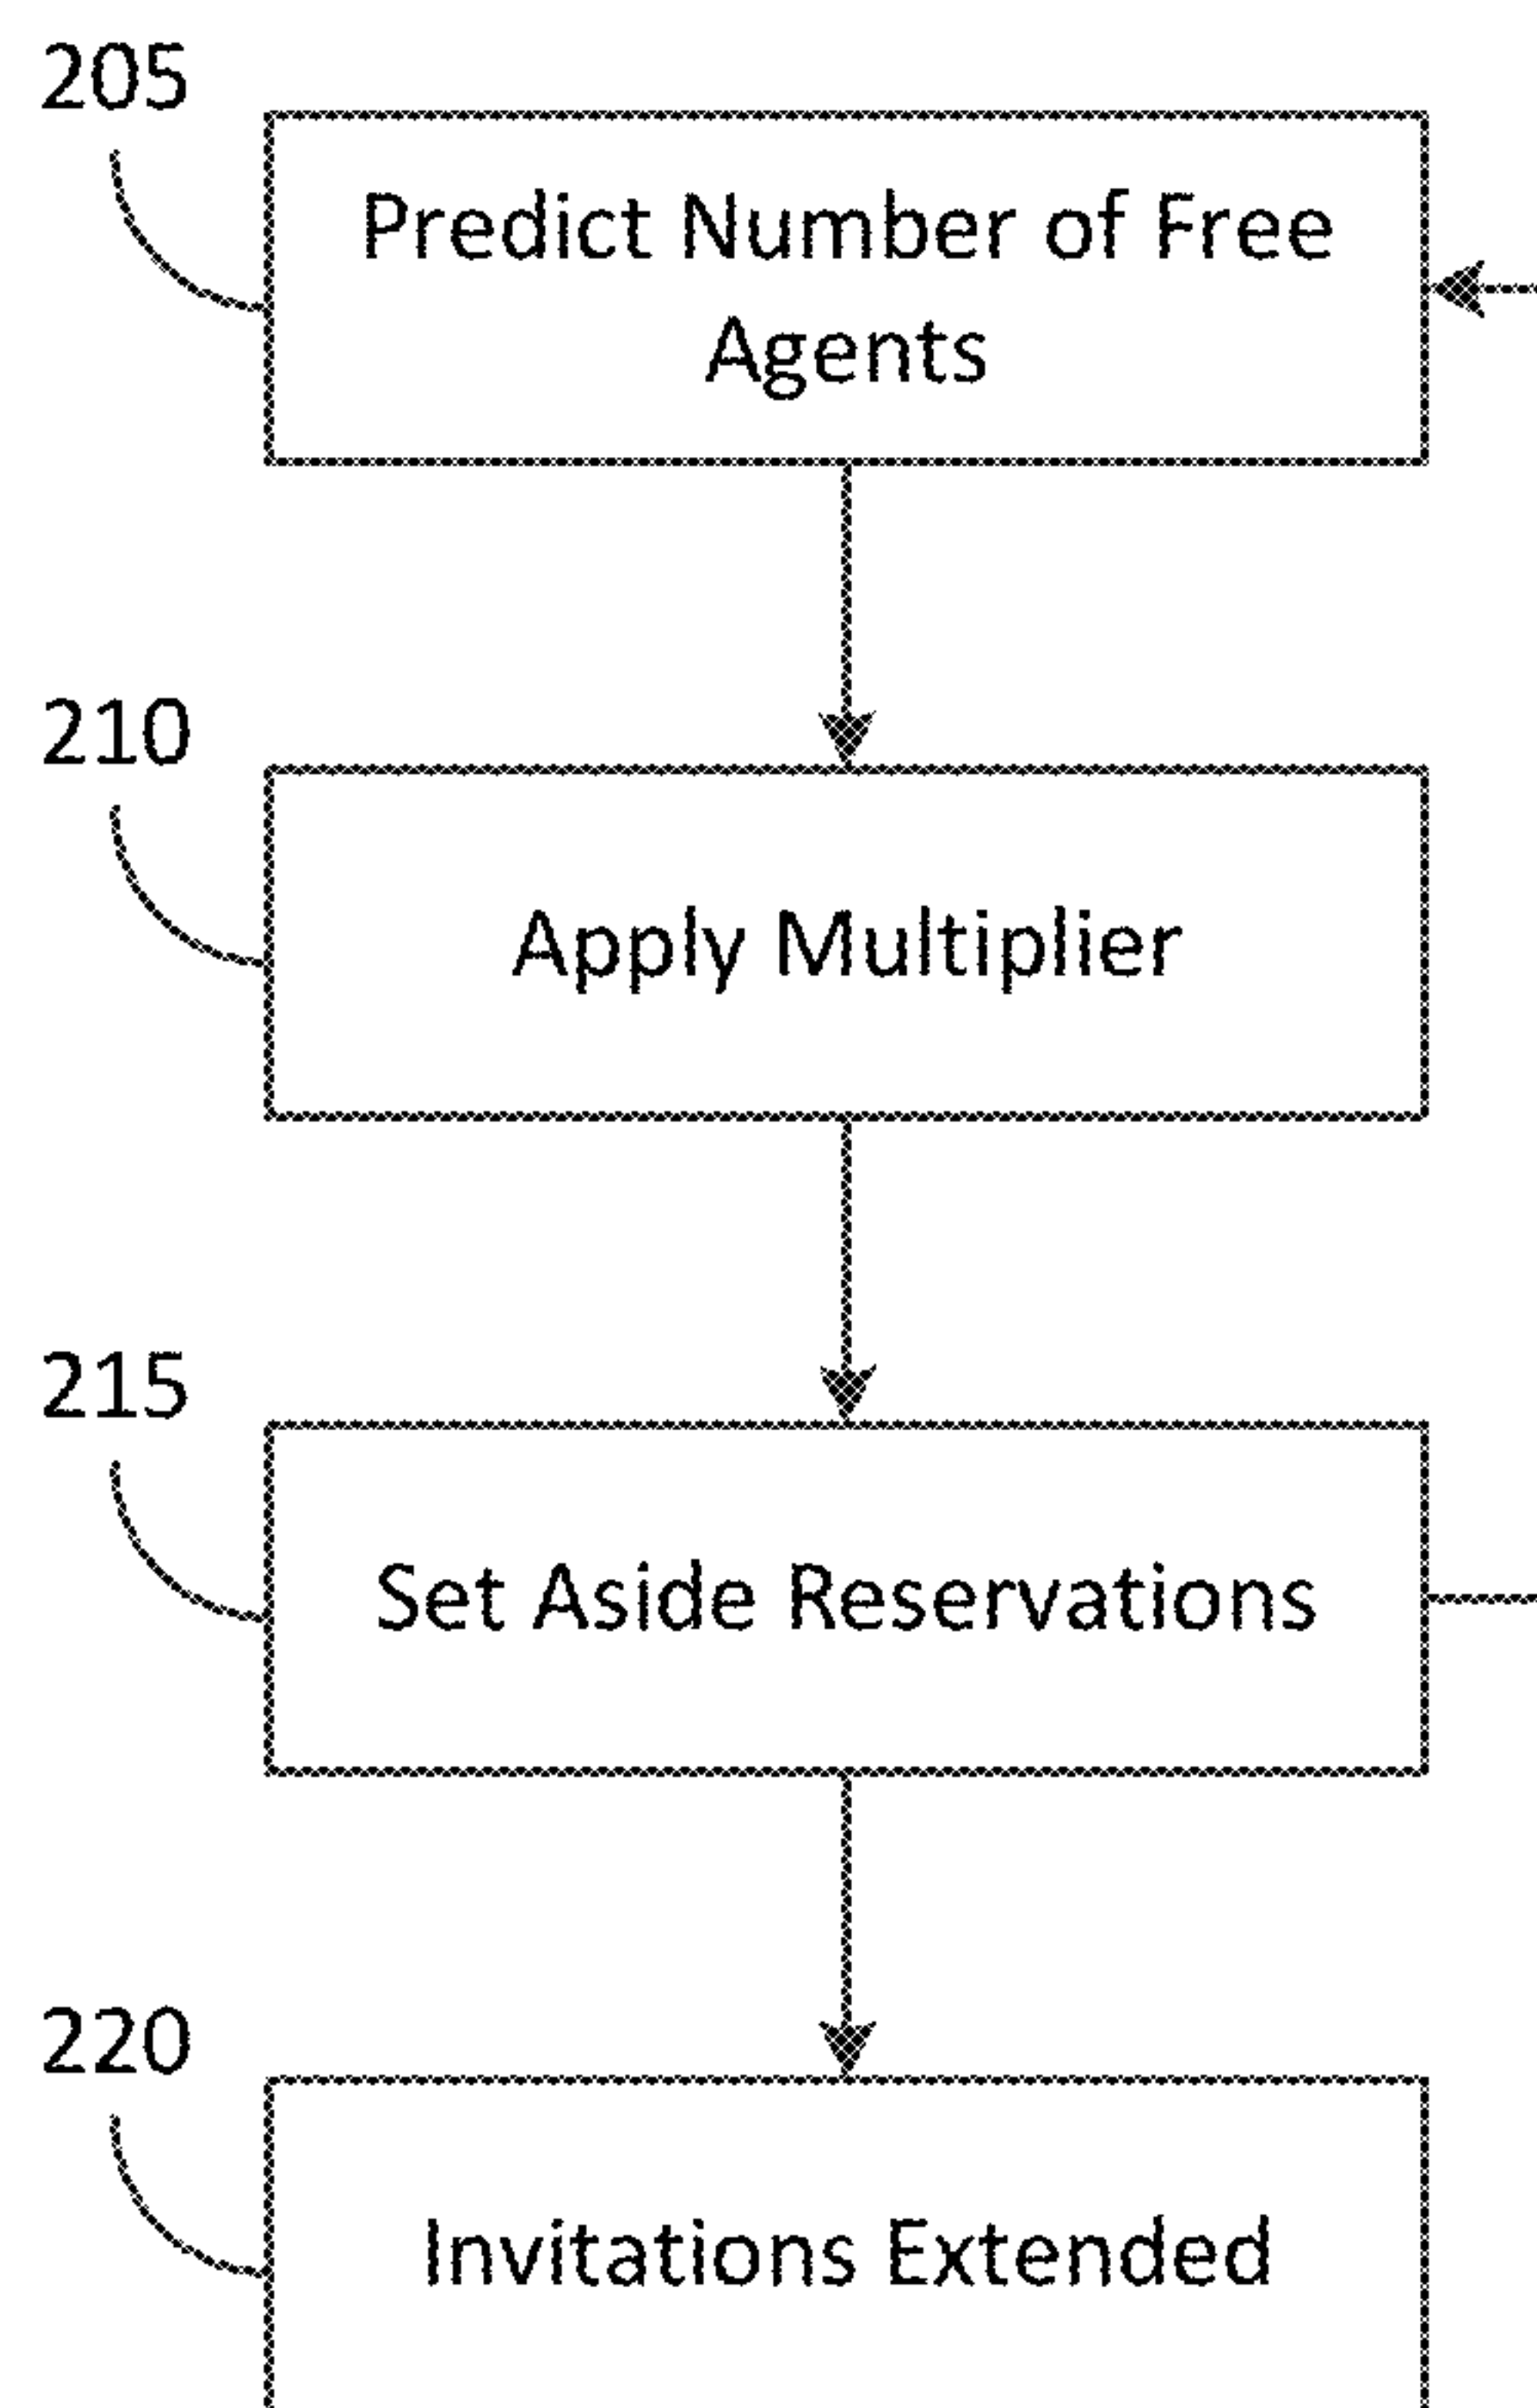 205
Predict Number of Free
Agents
210
Apply Multiplier
215
Set Aside Reservations
220
Invitations Extended